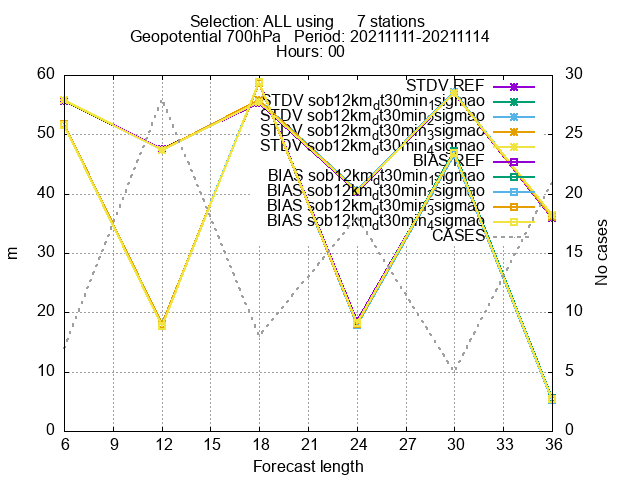 Selection: ALL using 7 stations
Geopotential 700hPa Period: 20211111-20211114
Hours: 00
STDV REF
STDV sob12km_dt30min_1sigmao
STDV sob12km_dt30min_2sigmao
STDV sob12km_dt30min_3sigmao
STDV sob12km_dt30min_4sigmao
BIAS REF
BIAS sob12km_dt30min_1sigmao
BIAS sob12km_dt30min_2sigmao
BIAS sob12km_dt30min_3sigmao
BIAS sob12km_dt30min_4sigmao
CASES
60
50
40
30
20
10
0
m
30
25
20
15
10
5
0
No cases
6 9 12 15 18 21 24 27 30 33 36
Forecast length